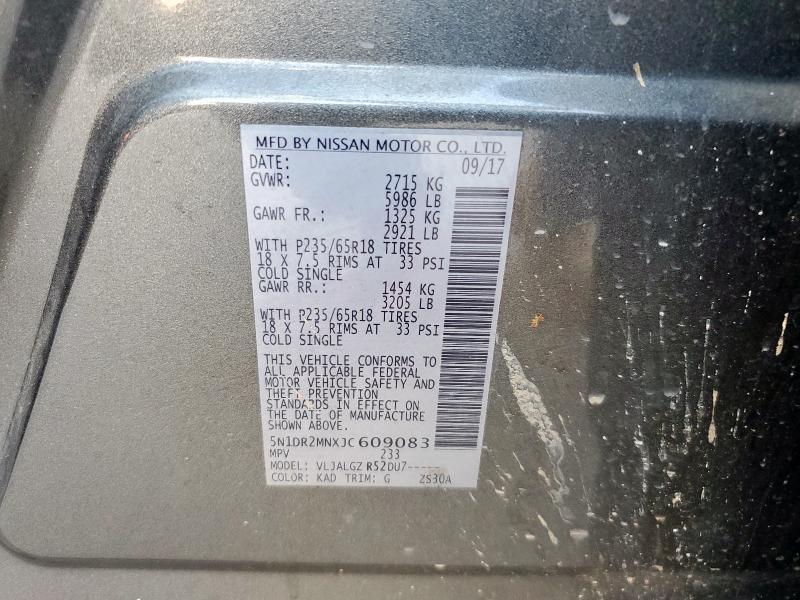 MFD BY NISSAN MOTOR CO., LTD.
DATE: 09/17
GVWR: 2715 KG
5986 LB
GAWR FR.: 1325 KG
2921 LB
WITH P235/65R18 TIRES
18 X 7.5 RIMS AT 33 PSI
COLD SINGLE
GAWR RR.: 1454 KG
3205 LB
WITH P235/65R18 TIRES
18 X 7.5 RIMS AT 33 PSI
COLD SINGLE
THIS VEHICLE CONFORMS TO
ALL APPLICABLE FEDERAL
MOTOR VEHICLE SAFETY AND
THEFT PREVENTION
STANDARDS IN EFFECT ON
THE DATE OF MANUFACTURE
SHOWN ABOVE.
5N1DR2MNXJC609083
MPV 233
MODEL: VLJALGZ R52DU7-----
COLOR: KAD TRIM: G ZS30A